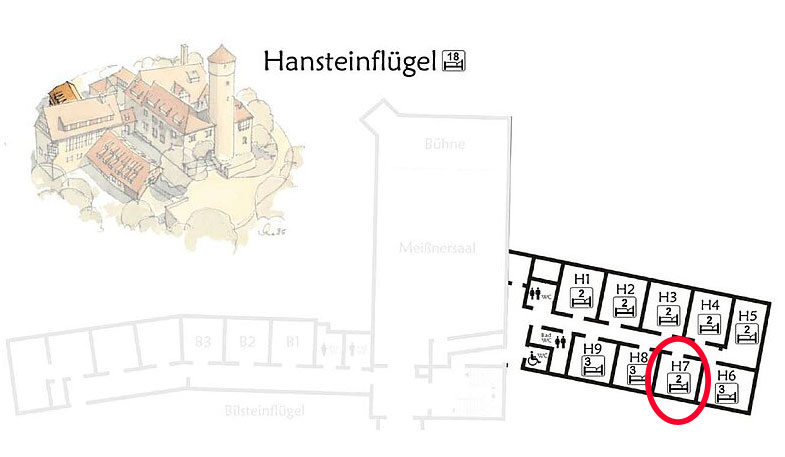 Hansteinflügel 18
Bühne
Meißnersaal
H1 2
H2 2
H3 2
H4 2
H5 2
WC
Bad
WC
WC
H9 3
H8 3
H7 2
H6 3
B3
B2
B1
Bilsteinflügel